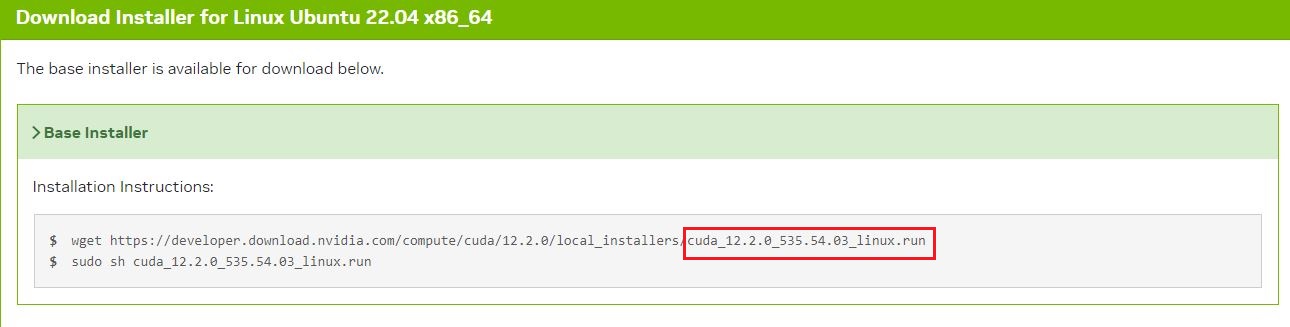 Download Installer for Linux Ubuntu 22.04 x86_64
The base installer is available for download below.
Base Installer
Installation Instructions:
$ wget https://developer.download.nvidia.com/compute/cuda/12.2.0/local_installers/cuda_12.2.0_535.54.03_linux.run
$ sudo sh cuda_12.2.0_535.54.03_linux.run